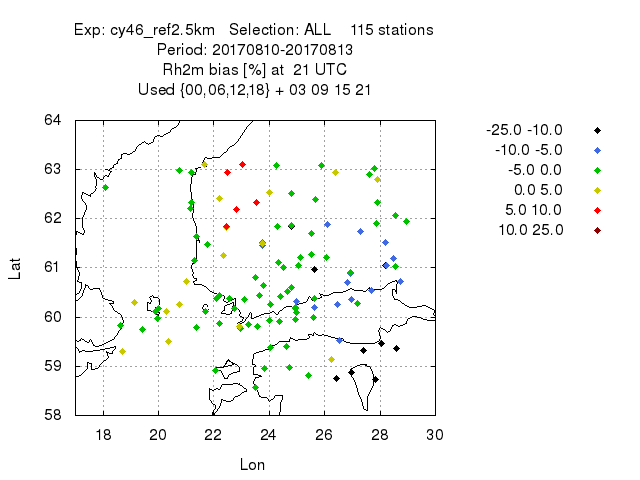 Exp: cy46_ref2.5km   Selection: ALL    115 stations
Period: 20170810-20170813
Rh2m bias [%] at  21 UTC
Used {00,06,12,18} + 03 09 15 21
64
63
62
61
60
59
58
Lat
18 20 22 24 26 28 30
Lon
-25.0 -10.0
-10.0 -5.0
-5.0 0.0
0.0 5.0
5.0 10.0
10.0 25.0